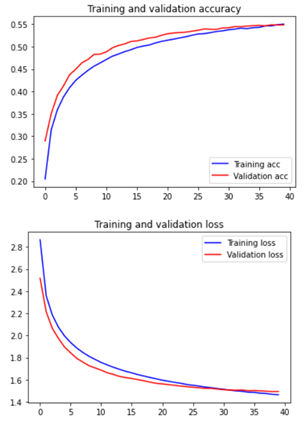 Training and validation accuracy
0.55
0.50
0.45
0.40
0.35
0.30
0.25
0.20
Training acc
Validation acc
0 5 10 15 20 25 30 35 40
Training and validation loss
2.8
2.6
2.4
2.2
2.0
1.8
1.6
1.4
Training loss
Validation loss
0 5 10 15 20 25 30 35 40